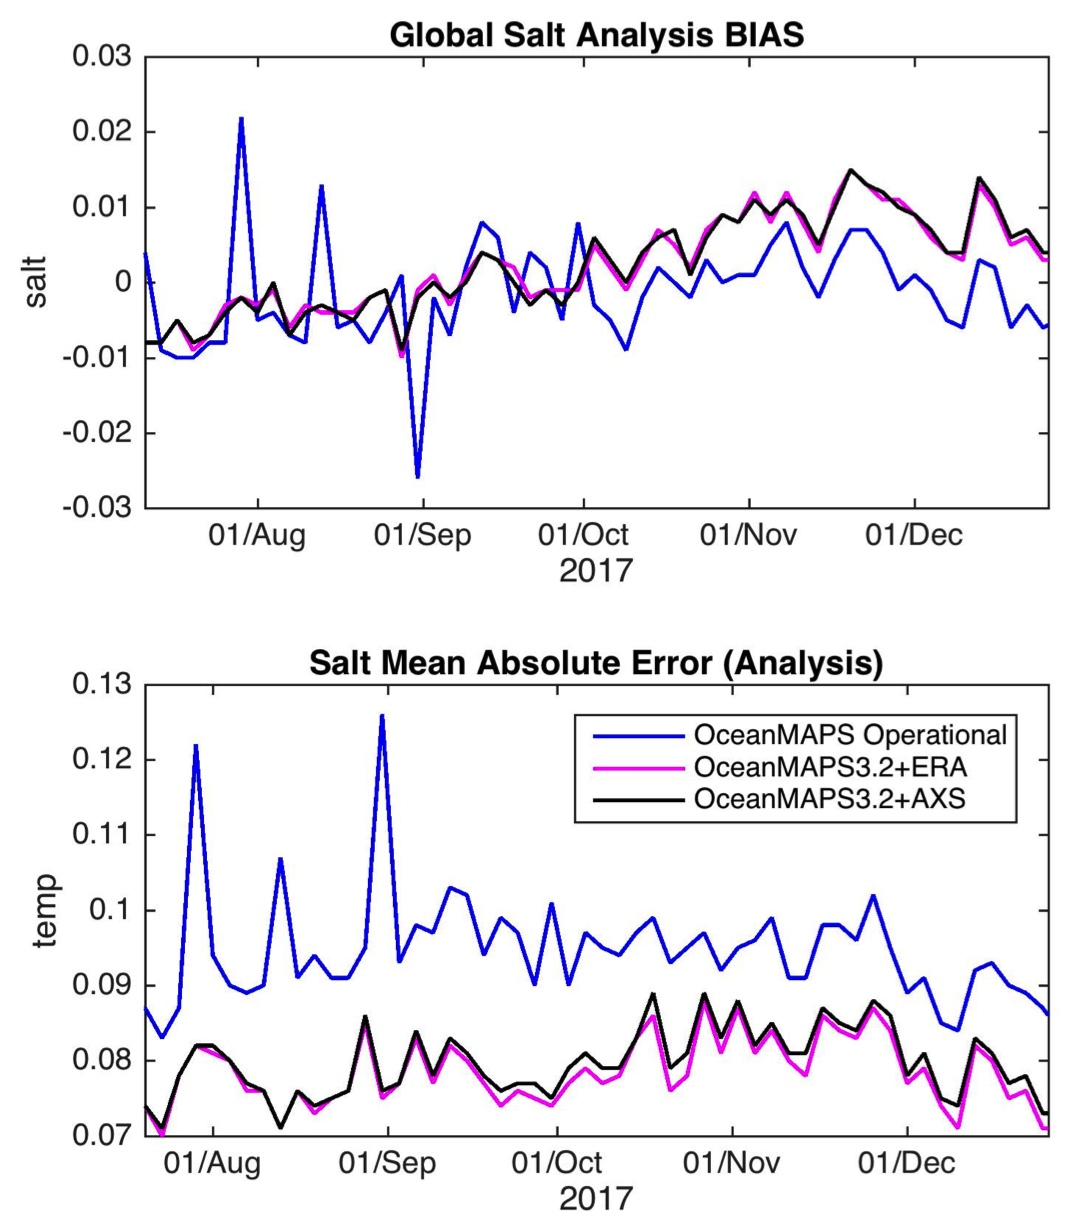 Global Salt Analysis BIAS
0.03
0.02
0.01
0
-0.01
-0.02
-0.03
salt
01/Aug 01/Sep 01/Oct 01/Nov 01/Dec
2017
Salt Mean Absolute Error (Analysis)
0.13
0.12
0.11
0.1
0.09
0.08
0.07
temp
OceanMAPS Operational
OceanMAPS3.2+ERA
OceanMAPS3.2+AXS
01/Aug 01/Sep 01/Oct 01/Nov 01/Dec
2017